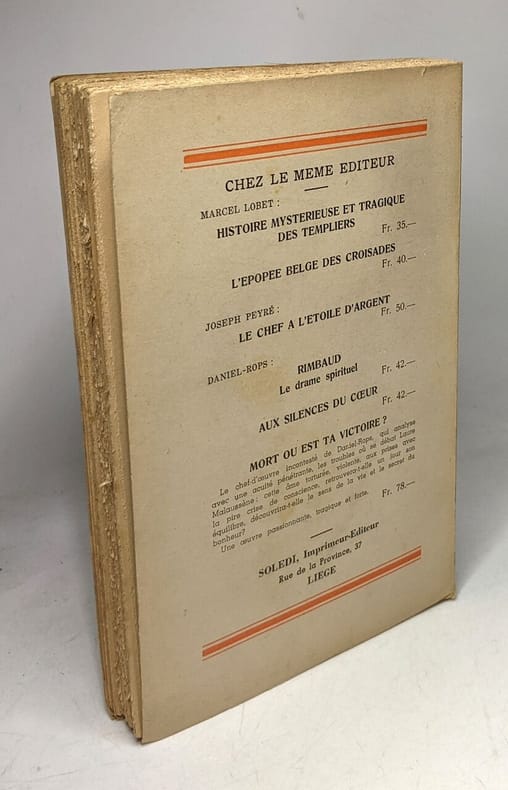 CHEZ LE MEME EDITEUR
MARCEL LOBET :
HISTOIRE MYSTERIEUSE ET TRAGIQUE
DES TEMPLIERS
Fr. 35.—
L'EPOPEE BELGE DES CROISADES
Fr. 40.—
JOSEPH PEYRÉ :
LE CHEF A L'ETOILE D'ARGENT
Fr. 50.—
DANIEL-ROPS :
RIMBAUD
Le drame spirituel
Fr. 42.—
AUX SILENCES DU CŒUR
Fr. 42.—
MORT OU EST TA VICTOIRE ?
Le chef-d'œuvre incontesté de Daniel-Rops, qui analyse
avec une acuité pénétrante, les troubles où se débat Laure
Malaussène : cette âme torturée, violente, aux prises avec
la pire crise de conscience, retrouvera-t-elle un jour son
équilibre, découvrira-t-elle le sens de la vie et le secret du
bonheur?
Une œuvre passionnante, tragique et forte.
Fr. 78.—
SOLEDI, Imprimeur-Editeur
Rue de la Province, 37
LIEGE